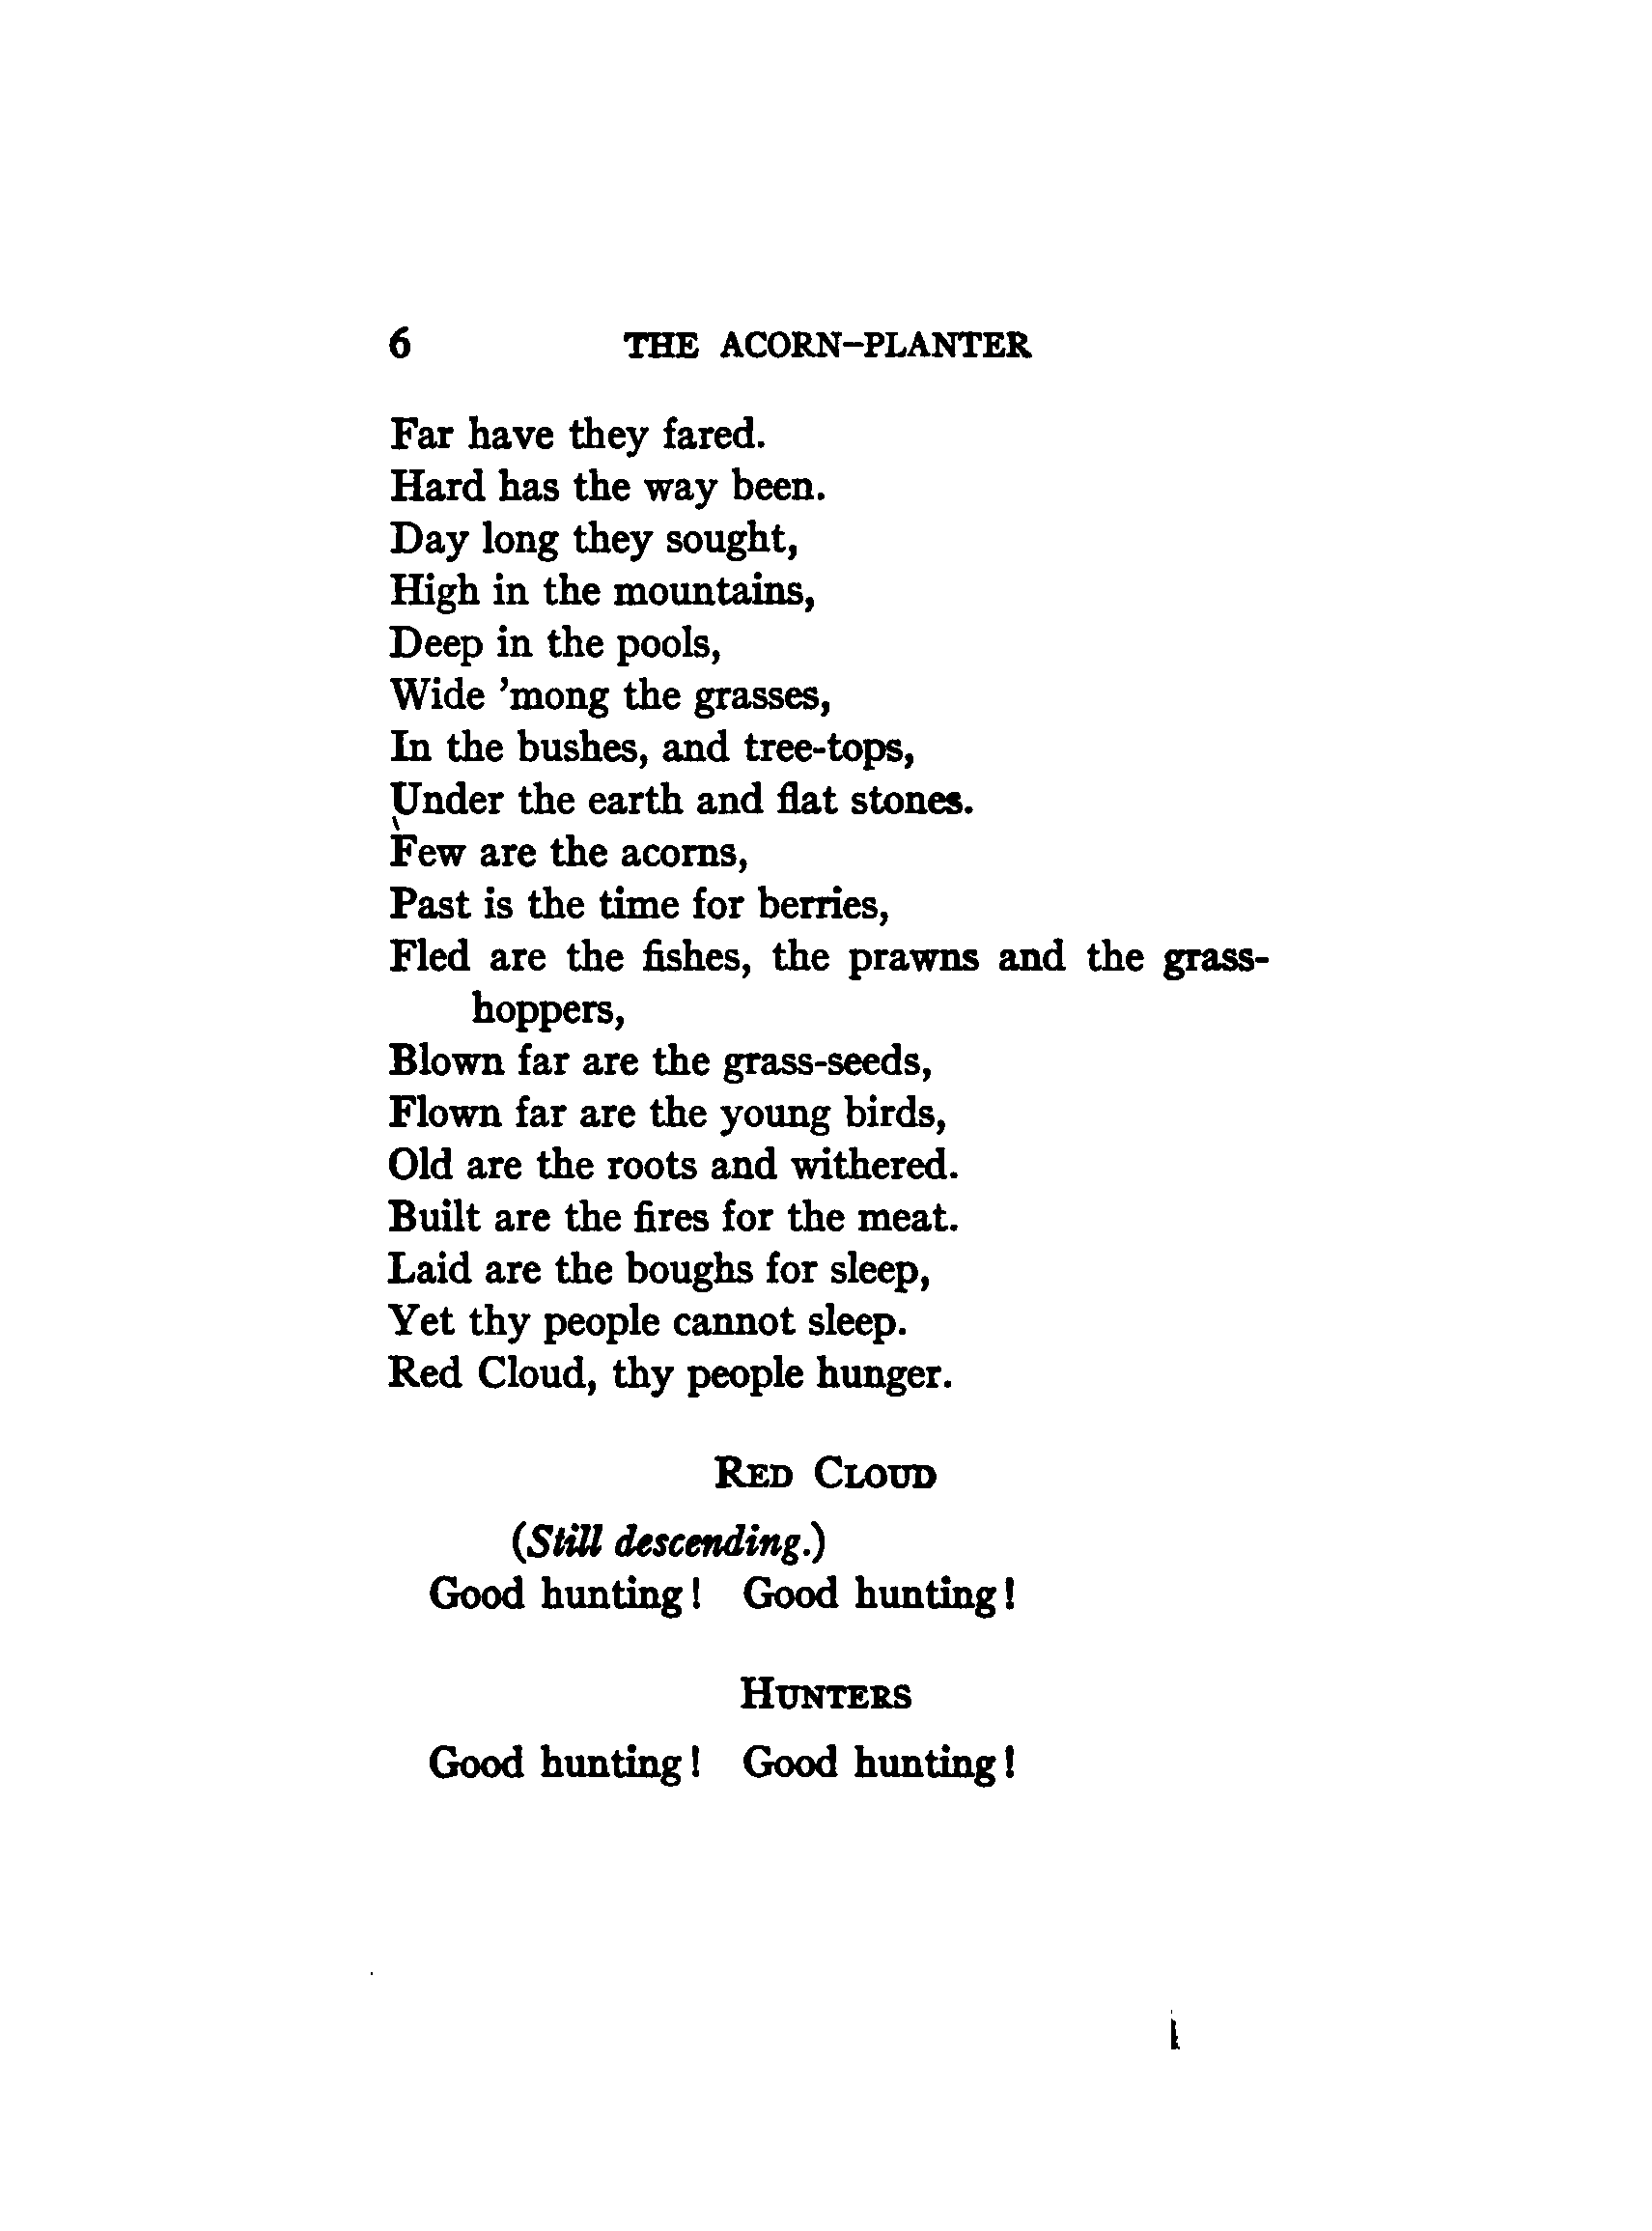 6 THE ACORN-PLANTER
Far have they fared.
Hard has the way been.
Day long they sought,
High in the mountains,
Deep in the pools,
Wide 'mong the grasses,
In the bushes, and tree-tops,
Under the earth and flat stones.
Few are the acorns,
Past is the time for berries,
Fled are the fishes, the prawns and the grass-
hoppers,
Blown far are the grass-seeds,
Flown far are the young birds,
Old are the roots and withered.
Built are the fires for the meat.
Laid are the boughs for sleep,
Yet thy people cannot sleep.
Red Cloud, thy people hunger.
RED CLOUD
(Still descending.)
Good hunting! Good hunting!
HUNTERS
Good hunting! Good hunting!